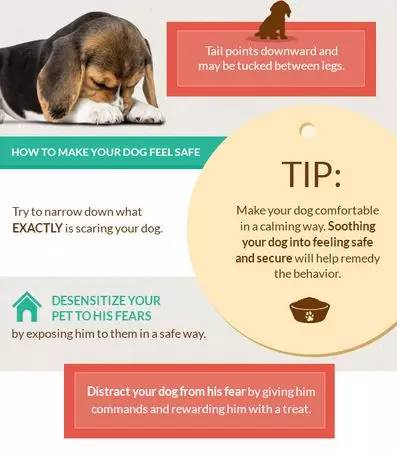 Tail points downward and
may be tucked between legs.
HOW TO MAKE YOUR DOG FEEL SAFE
Try to narrow down what
EXACTLY is scaring your dog.
TIP:
Make your dog comfortable
in a calming way. Soothing
your dog into feeling safe
and secure will help remedy
the behavior.
DESENSITIZE YOUR
PET TO HIS FEARS
by exposing him to them in a safe way.
Distract your dog from his fear by giving him
commands and rewarding him with a treat.